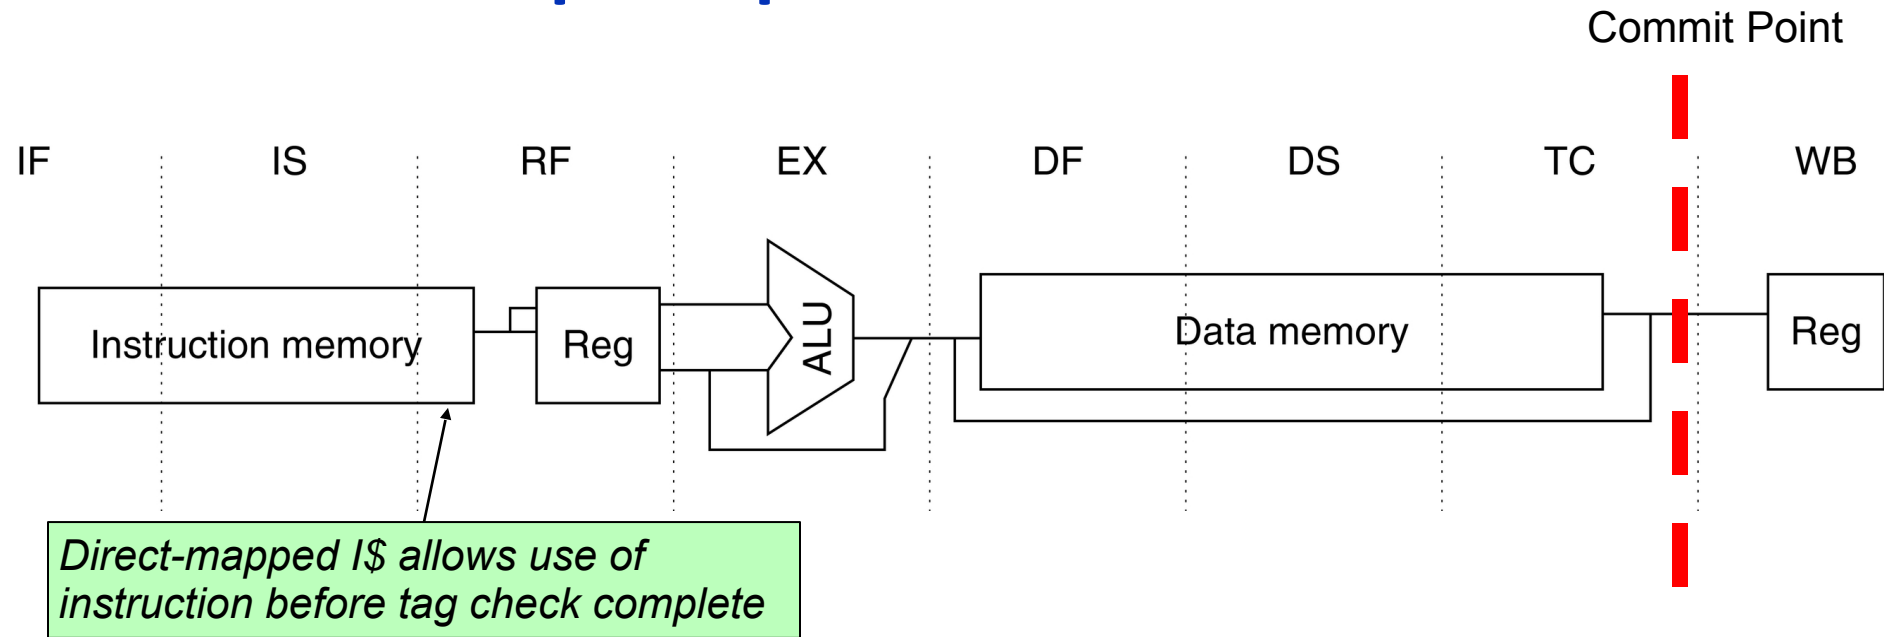 Commit Point
IF IS RF EX DF DS TC WB
Instruction memory Reg ALU Data memory Reg
Direct-mapped I$ allows use of
instruction before tag check complete